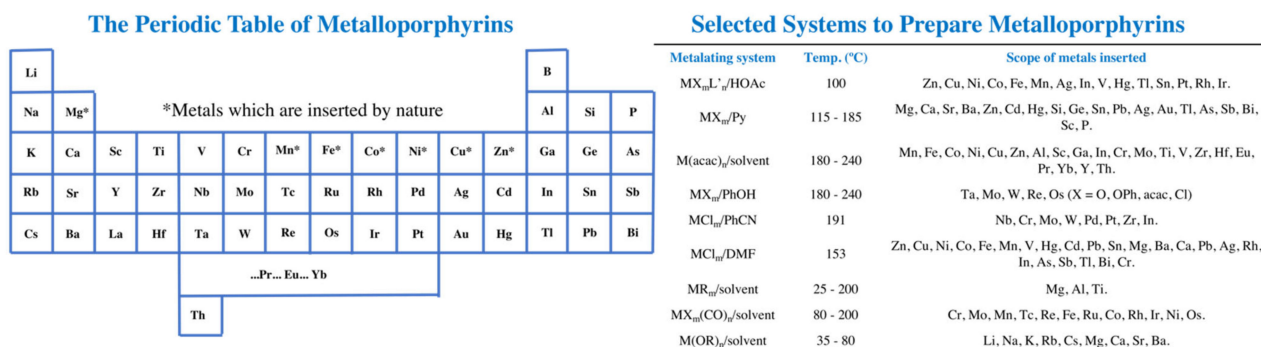 The Periodic Table of Metalloporphyrins
Li B
Na Mg* *Metals which are inserted by nature Al Si P
K Ca Sc Ti V Cr Mn* Fe* Co* Ni* Cu* Zn* Ga Ge As
Rb Sr Y Zr Nb Mo Tc Ru Rh Pd Ag Cd In Sn Sb
Cs Ba La Hf Ta W Re Os Ir Pt Au Hg Tl Pb Bi
...Pr... Eu... Yb
Th
Selected Systems to Prepare Metalloporphyrins
Metalating system Temp. (ºC) Scope of metals inserted
MXmL'n/HOAc 100 Zn, Cu, Ni, Co, Fe, Mn, Ag, In, V, Hg, Tl, Sn, Pt, Rh, Ir.
MXm/Py 115 - 185 Mg, Ca, Sr, Ba, Zn, Cd, Hg, Si, Ge, Sn, Pb, Ag, Au, Tl, As, Sb, Bi,
Sc, P.
M(acac)n/solvent 180 - 240 Mn, Fe, Co, Ni, Cu, Zn, Al, Sc, Ga, In, Cr, Mo, Ti, V, Zr, Hf, Eu,
Pr, Yb, Y, Th.
MXm/PhOH 180 - 240 Ta, Mo, W, Re, Os (X = O, OPh, acac, Cl)
MClm/PhCN 191 Nb, Cr, Mo, W, Pd, Pt, Zr, In.
MClm/DMF 153 Zn, Cu, Ni, Co, Fe, Mn, V, Hg, Cd, Pb, Sn, Mg, Ba, Ca, Pb, Ag, Rh,
In, As, Sb, Tl, Bi, Cr.
MRm/solvent 25 - 200 Mg, Al, Ti.
MXm(CO)n/solvent 80 - 200 Cr, Mo, Mn, Tc, Re, Fe, Ru, Co, Rh, Ir, Ni, Os.
M(OR)n/solvent 35 - 80 Li, Na, K, Rb, Cs, Mg, Ca, Sr, Ba.